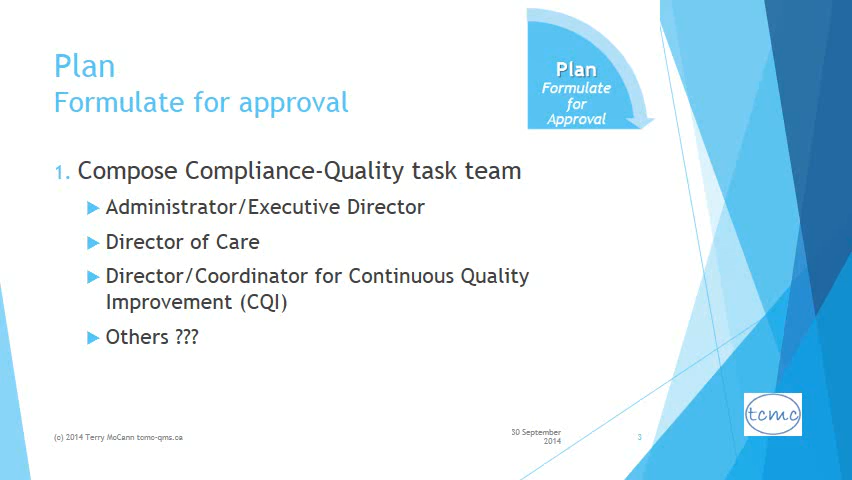 Plan
Formulate for approval
Plan
Formulate
for
Approval
1. Compose Compliance-Quality task team
Administrator/Executive Director
Director of Care
Director/Coordinator for Continuous Quality
Improvement (CQI)
Others ???
(c) 2014 Terry McCann tcmc-qms.ca
30 September
2014
3
tcmc